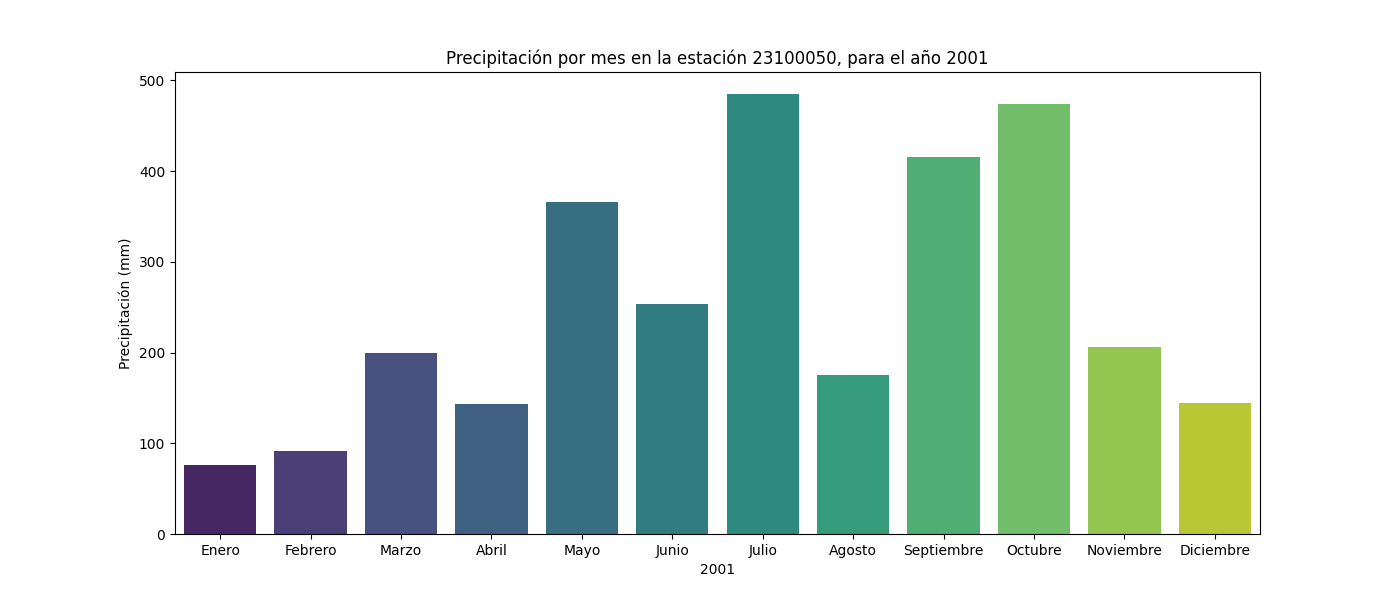 Precipitación por mes en la estación 23100050, para el año 2001
Precipitación (mm)
500
400
300
200
100
0
Enero Febrero Marzo Abril Mayo Junio Julio Agosto Septiembre Octubre Noviembre Diciembre
2001